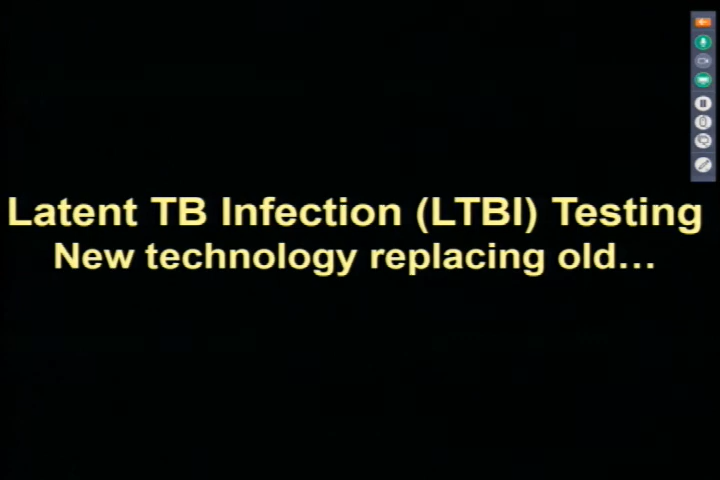 Latent TB Infection (LTBI) Testing
New technology replacing old…